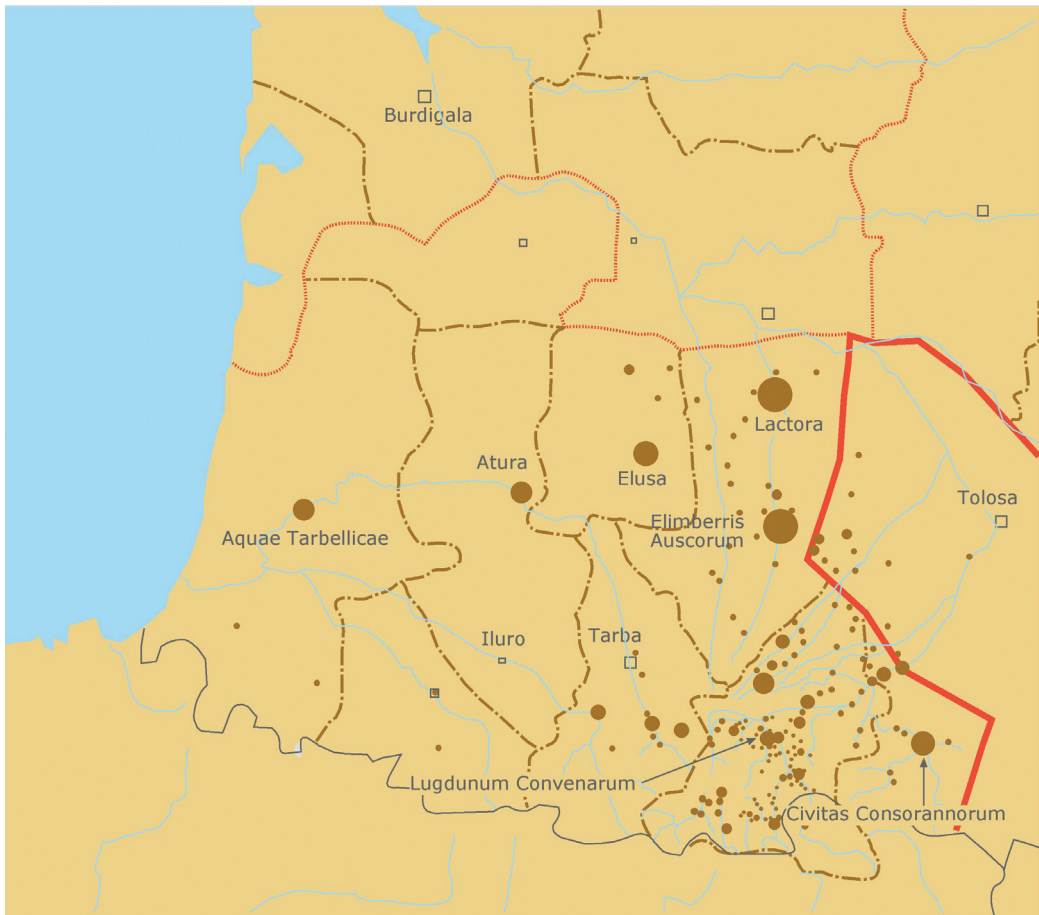 Burdigala
Lactora
Atura
Elusa
Tolosa
Elimberris
Auscorum
Aquae Tarbellicae
Iluro
Tarba
Lugdunum Convenarum
Civitas Consorannorum